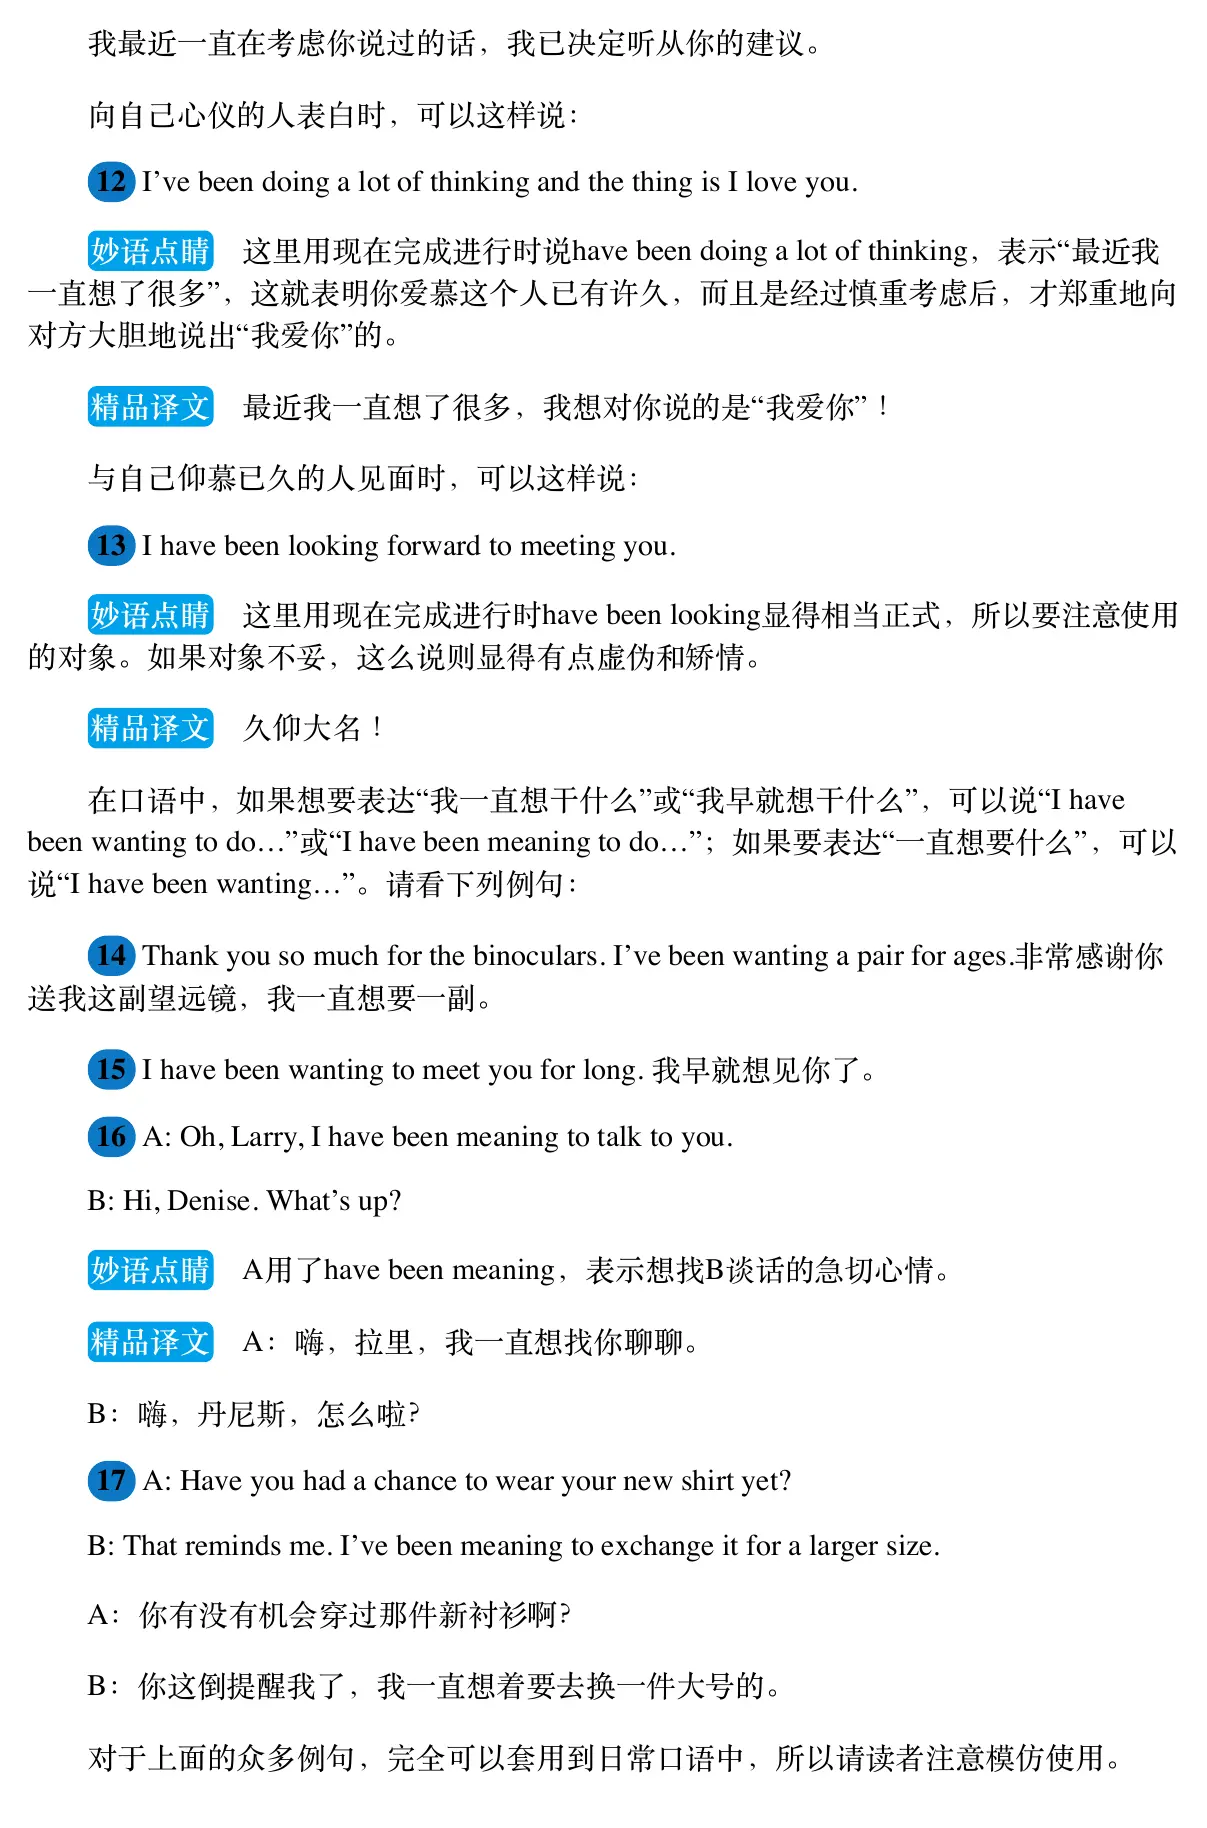 我最近一直在考虑你说过的话，我已决定听从你的建议。
向自己心仪的人表白时，可以这样说：
12 I’ve been doing a lot of thinking and the thing is I love you.
妙语点睛 这里用现在完成进行时说have been doing a lot of thinking，表示“最近我
一直想了很多”，这就表明你爱慕这个人已有许久，而且是经过慎重考虑后，才郑重地向
对方大胆地说出“我爱你”的。
精品译文 最近我一直想了很多，我想对你说的是“我爱你”！
与自己仰慕已久的人见面时，可以这样说：
13 I have been looking forward to meeting you.
妙语点睛 这里用现在完成进行时have been looking显得相当正式，所以要注意使用
的对象。如果对象不妥，这么说则显得有点虚伪和矫情。
精品译文 久仰大名！
在口语中，如果想要表达“我一直想干什么”或“我早就想干什么”，可以说“I have
been wanting to do…”或“I have been meaning to do…”；如果要表达“一直想要什么”，可以
说“I have been wanting…”。请看下列例句：
14 Thank you so much for the binoculars. I’ve been wanting a pair for ages.非常感谢你
送我这副望远镜，我一直想要一副。
15 I have been wanting to meet you for long. 我早就想见你了。
16 A: Oh, Larry, I have been meaning to talk to you.
B: Hi, Denise. What’s up?
妙语点睛 A用了have been meaning，表示想找B谈话的急切心情。
精品译文 A：嗨，拉里，我一直想找你聊聊。
B：嗨，丹尼斯，怎么啦？
17 A: Have you had a chance to wear your new shirt yet?
B: That reminds me. I’ve been meaning to exchange it for a larger size.
A：你有没有机会穿过那件新衬衫啊？
B：你这倒提醒我了，我一直想着要去换一件大号的。
对于上面的众多例句，完全可以套用到日常口语中，所以请读者注意模仿使用。